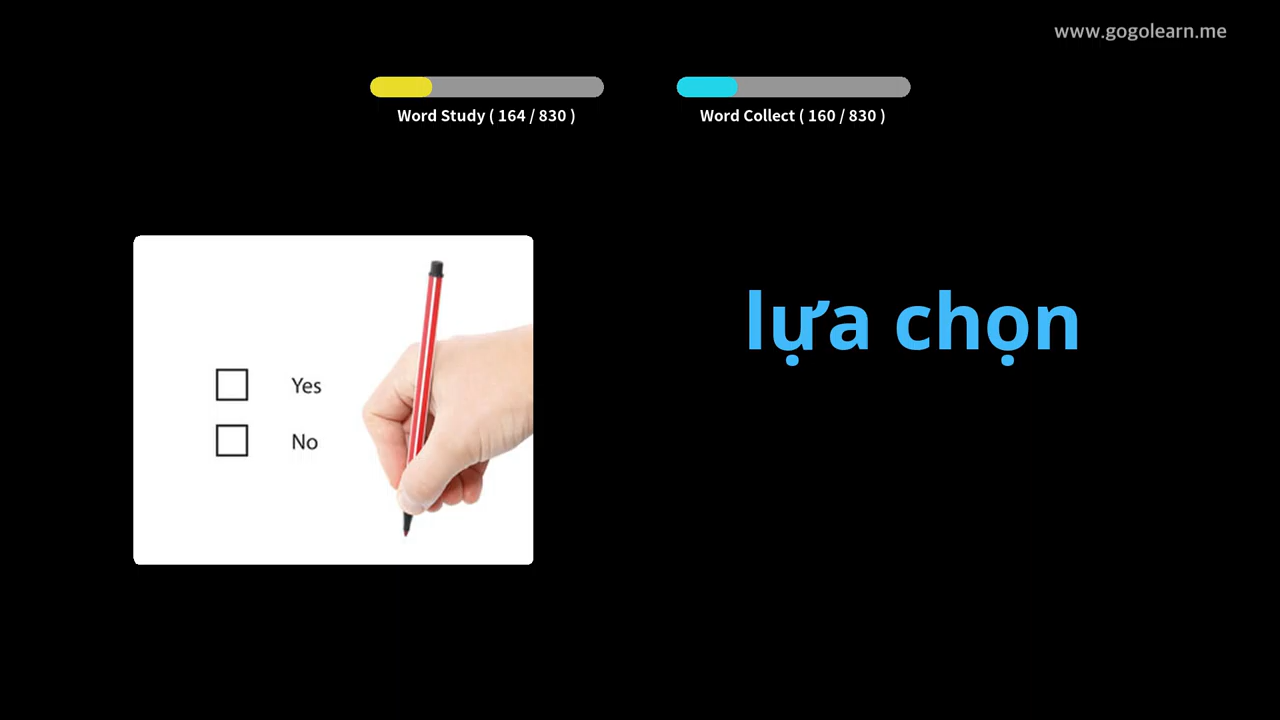 www.gogolearn.me
Word Study ( 164 / 830 )
Word Collect ( 160 / 830 )
lựa chọn
Yes
No